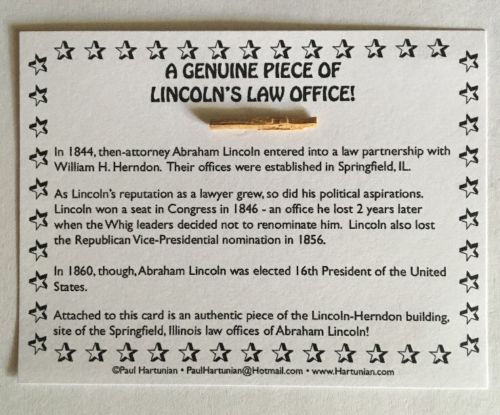 A GENUINE PIECE OF
LINCOLN'S LAW OFFICE!
In 1844, then-attorney Abraham Lincoln entered into a law partnership with
William H. Herndon. Their offices were established in Springfield, IL.
As Lincoln's reputation as a lawyer grew, so did his political aspirations.
Lincoln won a seat in Congress in 1846 - an office he lost 2 years later
when the Whig leaders decided not to renominate him. Lincoln also lost
the Republican Vice-Presidential nomination in 1856.
In 1860, though, Abraham Lincoln was elected 16th President of the United
States.
Attached to this card is an authentic piece of the Lincoln-Herndon building,
site of the Springfield, Illinois law offices of Abraham Lincoln!
©Paul Hartunian • PaulHartunian@Hotmail.com • www.Hartunian.com